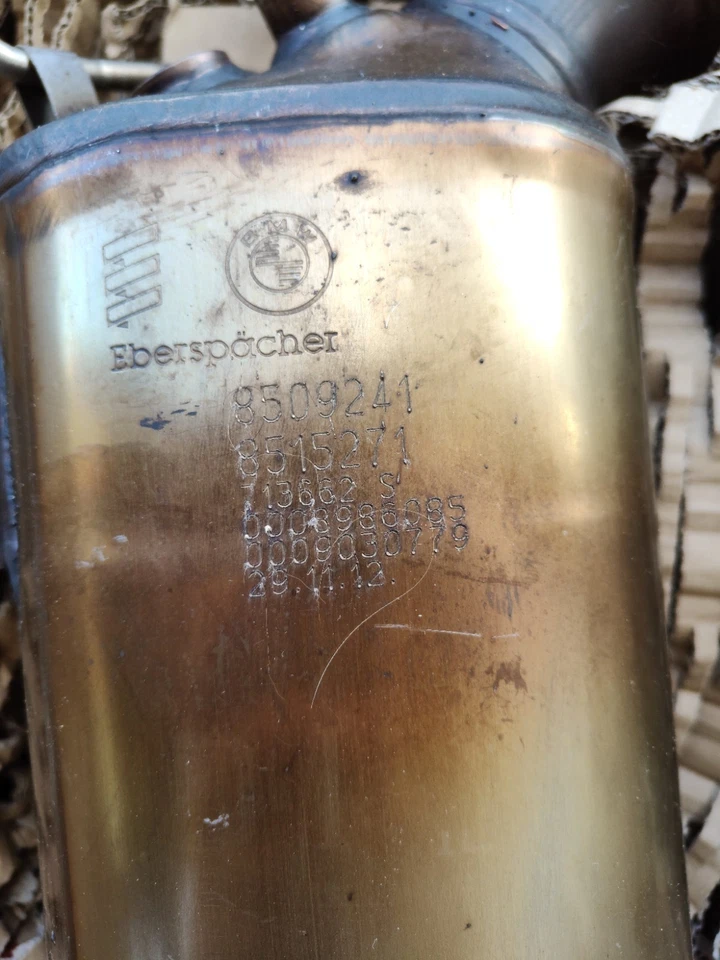 BMW
Eberspächer
8509241
8515271
713662 S
0008986085
0009030779
29.11.12.